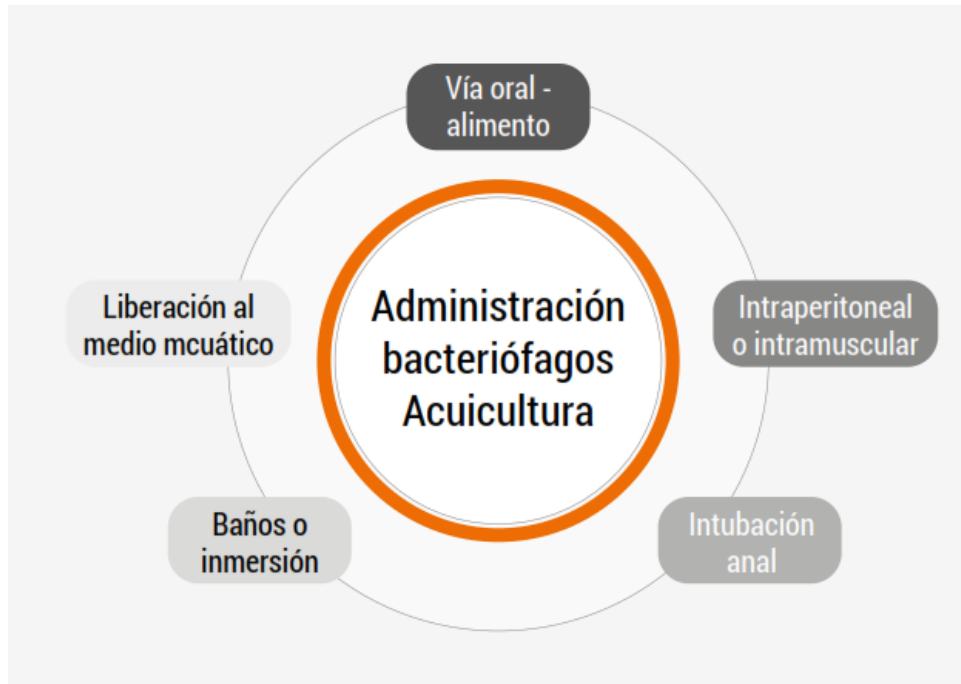 Vía oral -
alimento
Liberación al
medio mcuático
Administración
bacteriófagos
Acuicultura
Intraperitoneal
o intramuscular
Baños o
inmersión
Intubación
anal